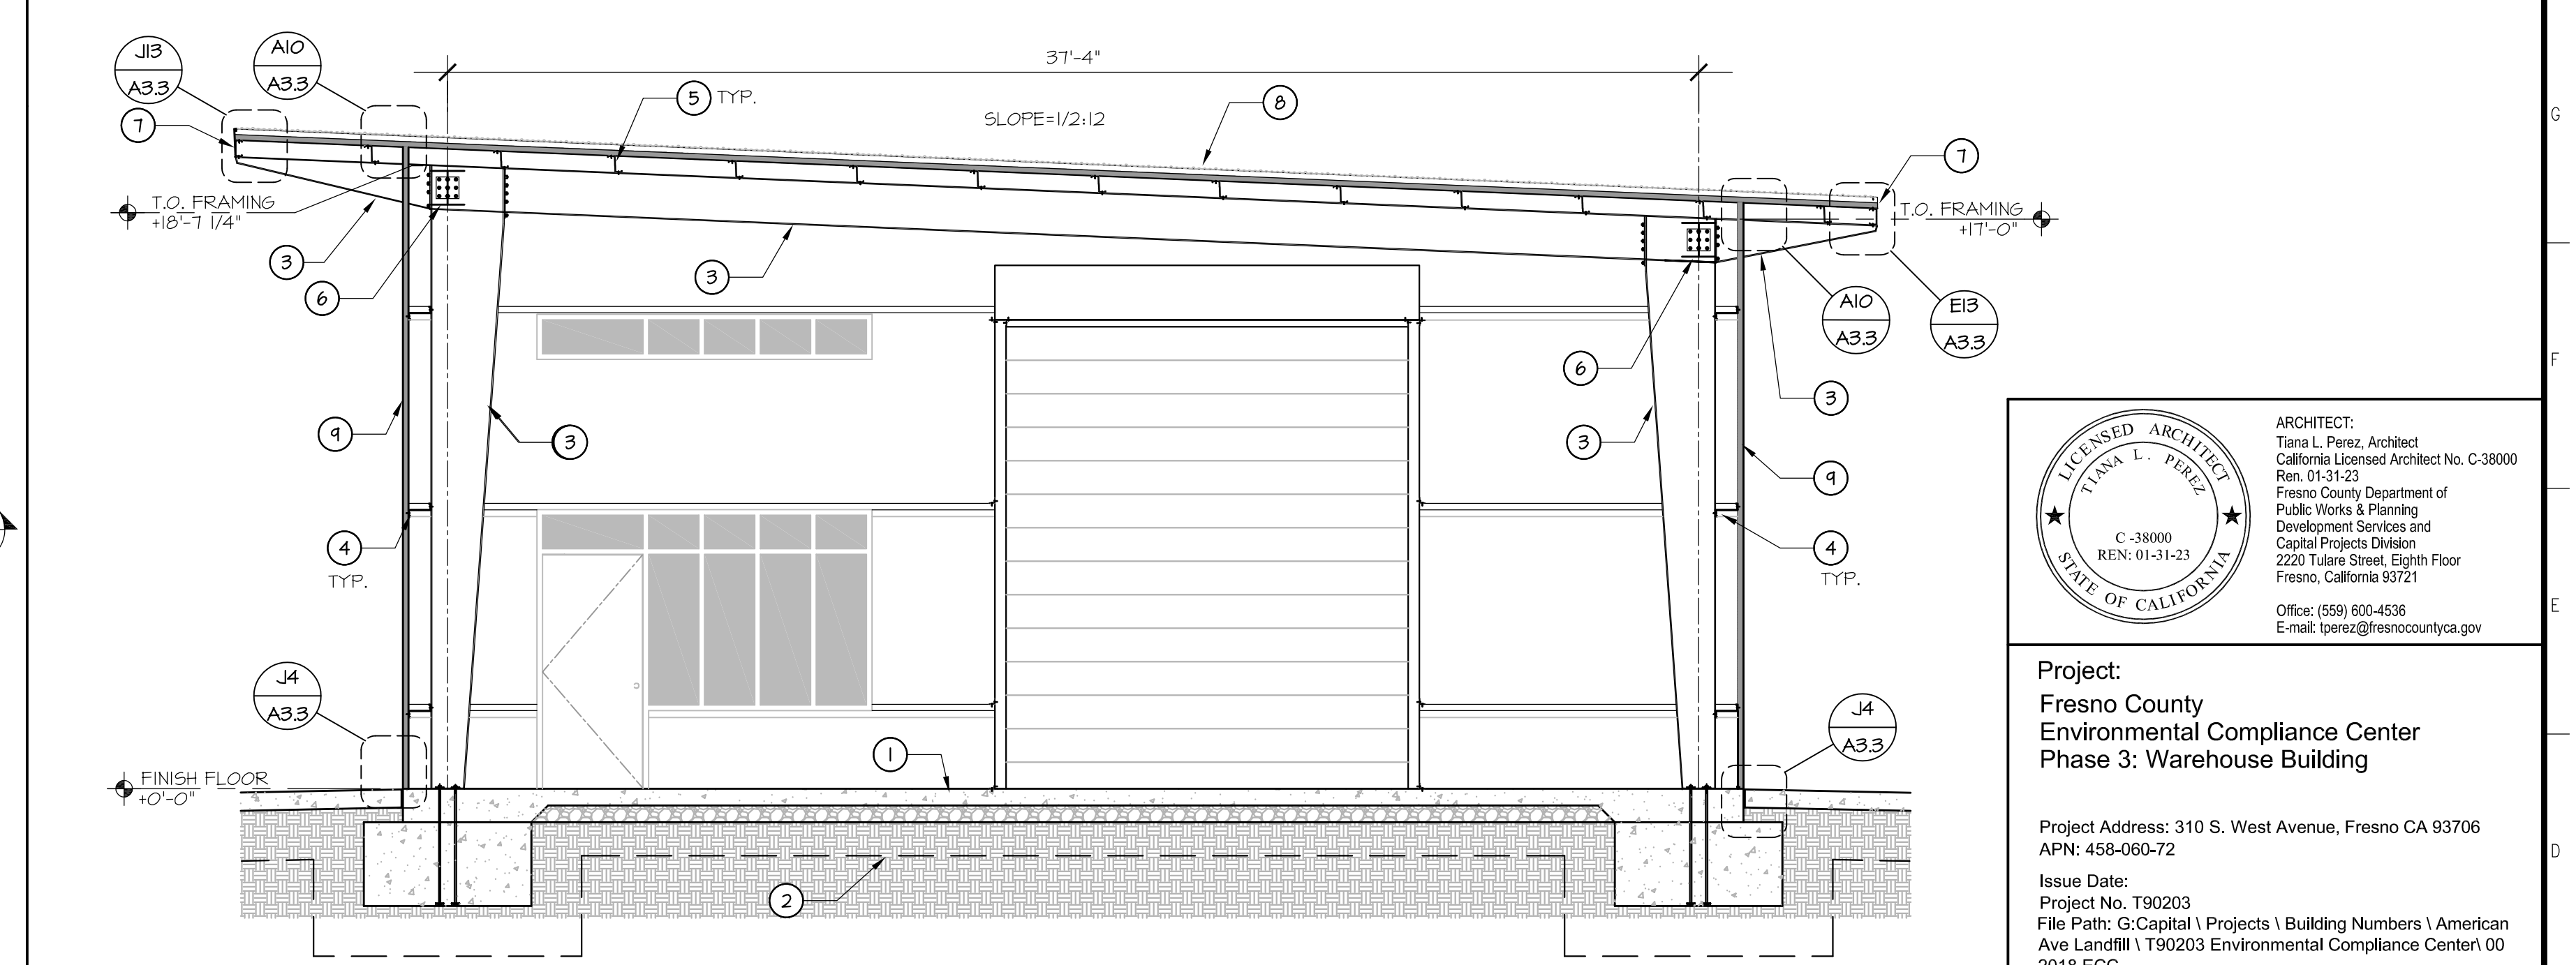 J13
A3.3
A10
A3.3
37'-4"
5 TYP.
8
SLOPE=1/2:12
7
7
T.O. FRAMING
+18'-7 1/4"
T.O. FRAMING
+17'-0"
3
3
6
A10
A3.3
E13
A3.3
6
3
9
3
3
9
4
TYP.
4
TYP.
J4
A3.3
J4
A3.3
1
FINISH FLOOR
+0'-0"
2
G
F
E
D
LICENSED ARCHITECT
TIANA L. PEREZ
C -38000
REN: 01-31-23
STATE OF CALIFORNIA
ARCHITECT:
Tiana L. Perez, Architect
California Licensed Architect No. C-38000
Ren. 01-31-23
Fresno County Department of
Public Works & Planning
Development Services and
Capital Projects Division
2220 Tulare Street, Eighth Floor
Fresno, California 93721
Office: (559) 600-4536
E-mail: tperez@fresnocountyca.gov
Project:
Fresno County
Environmental Compliance Center
Phase 3: Warehouse Building
Project Address: 310 S. West Avenue, Fresno CA 93706
APN: 458-060-72
Issue Date:
Project No. T90203
File Path: G:Capital \ Projects \ Building Numbers \ American
Ave Landfill \ T90203 Environmental Compliance Center\ 00
2018 ECC